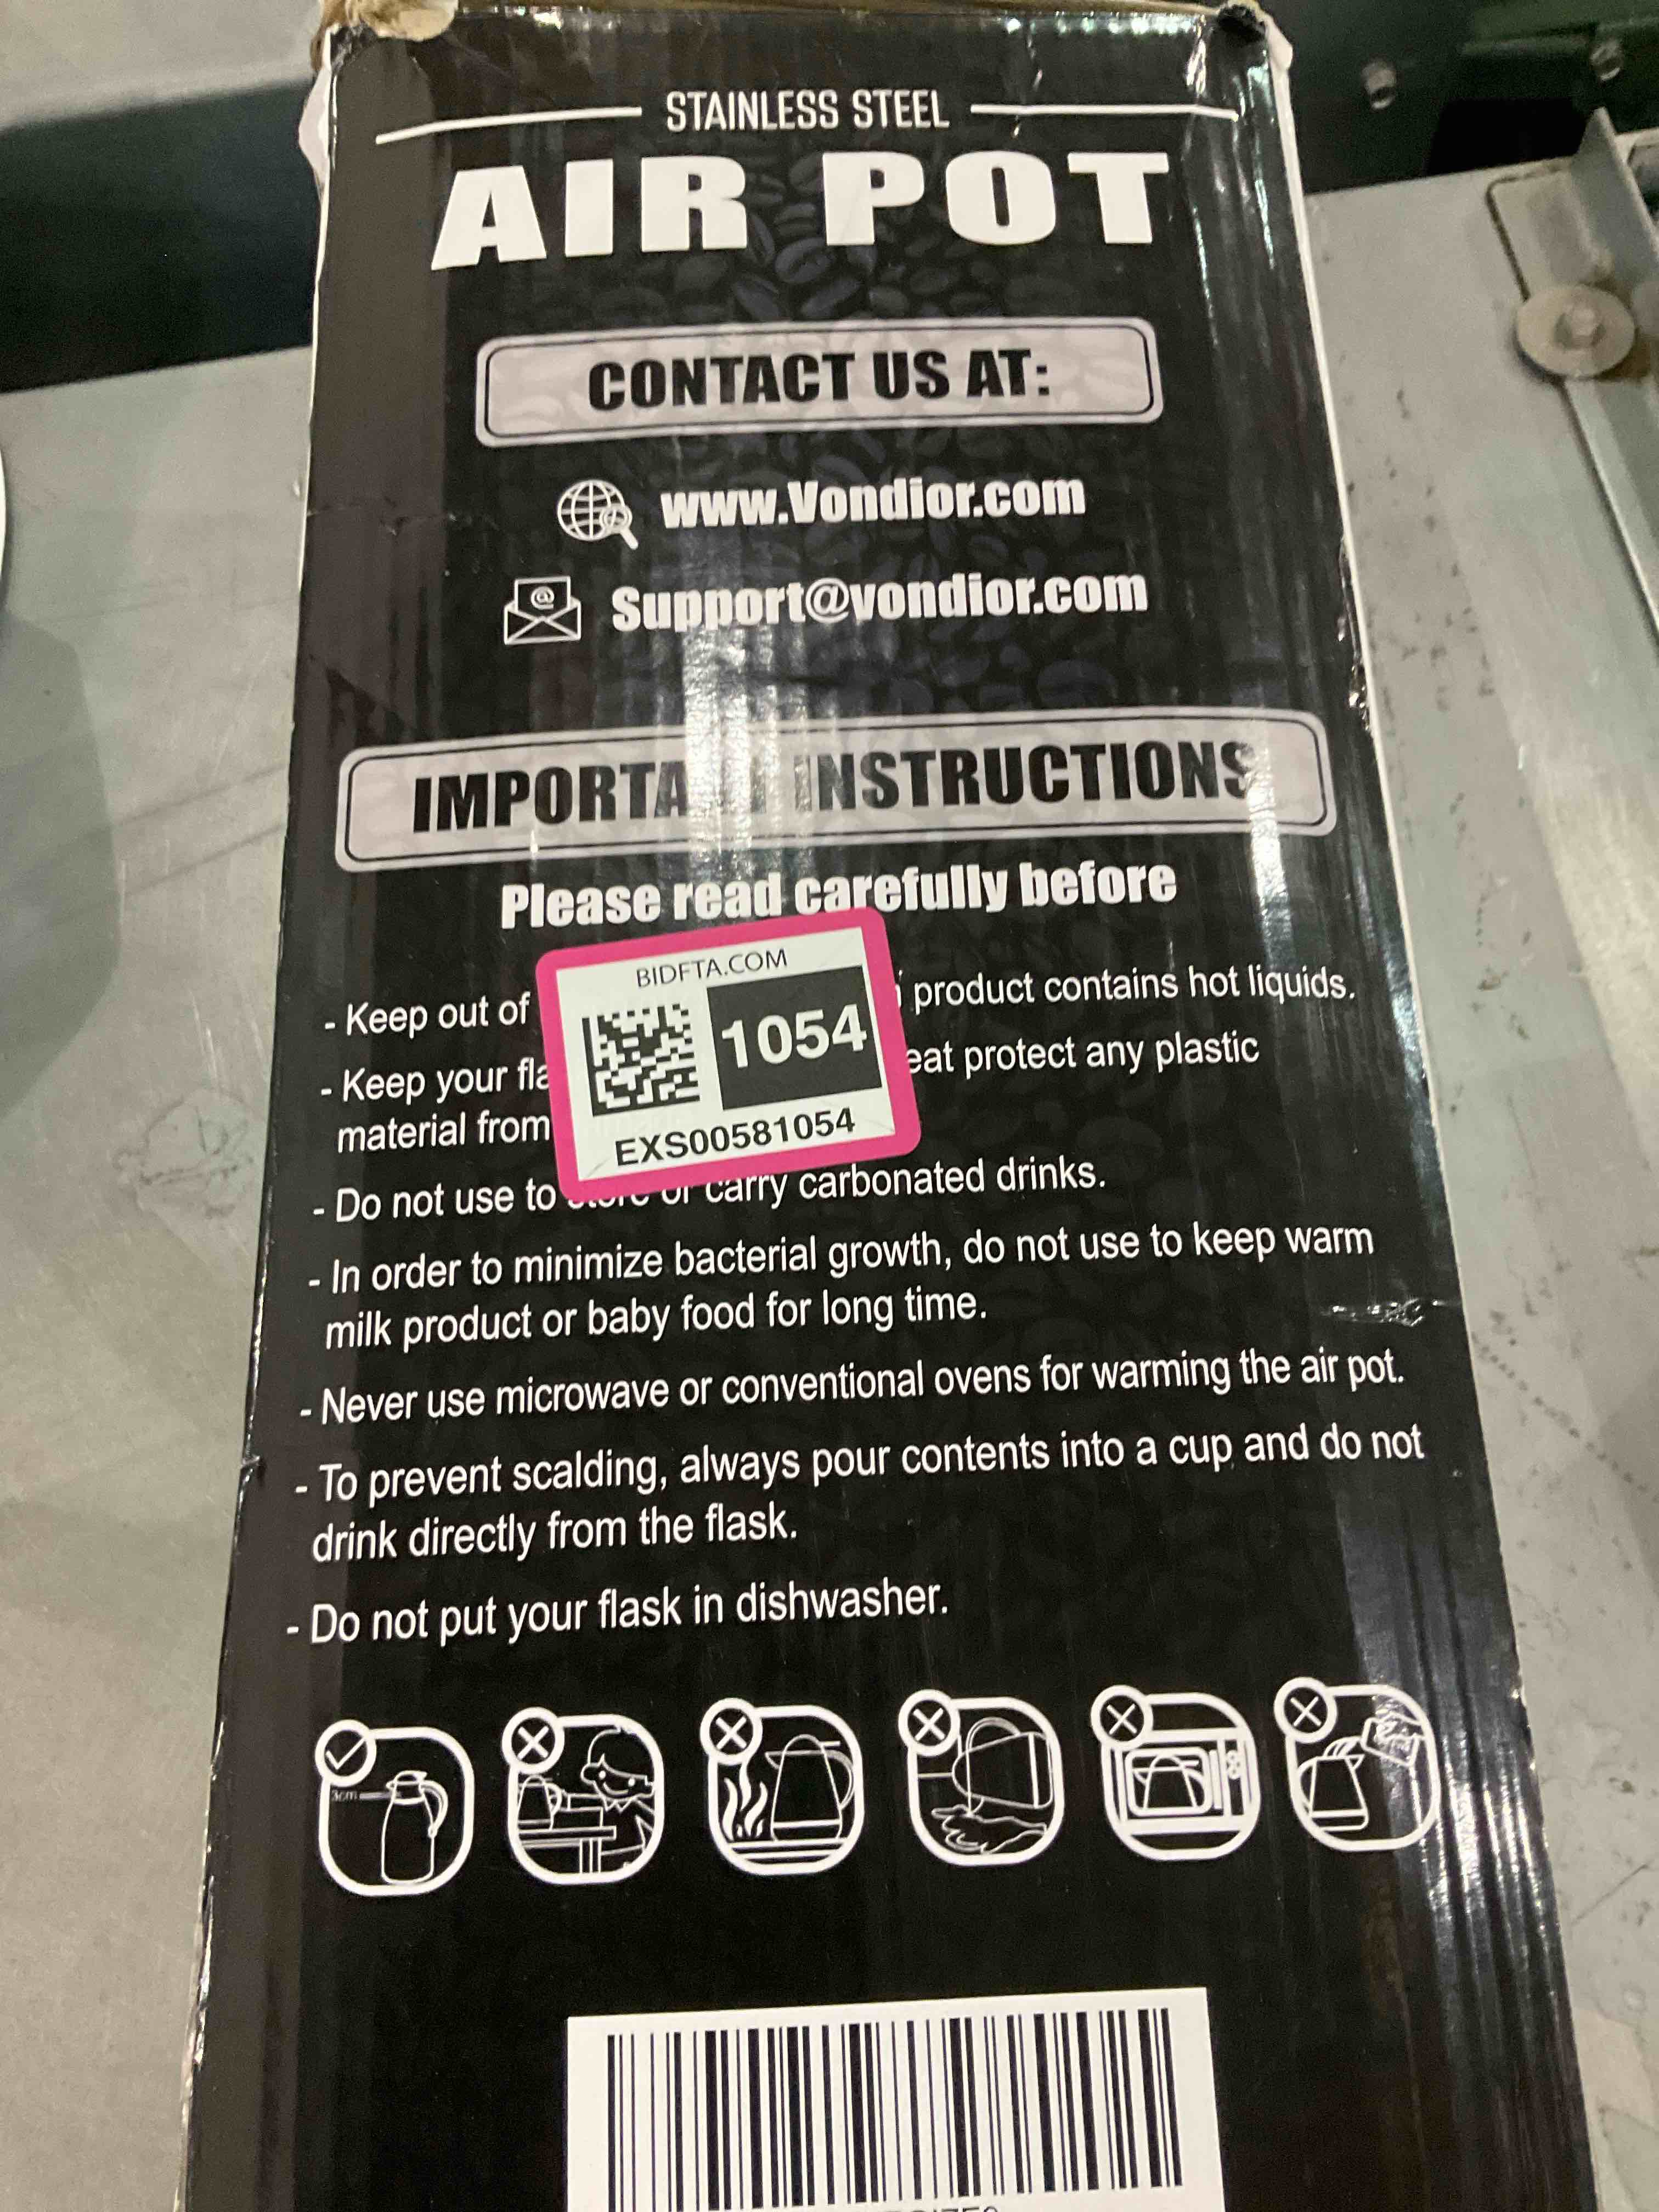 STAINLESS STEEL
AIR POT
CONTACT US AT:
www.Vondior.com
@
Support@vondior.com
INSTRUCTIONS
Please read carefully before
BIDFTA.COM
1054
EXS00581054
- Keep out of product contains hot liquids.
- Keep your protect any plastic
material from
- Do not use to carry carbonated drinks.
- In order to minimize bacterial growth, do not use to keep warm
milk product or baby food for long time.
- Never use microwave or conventional ovens for warming the air pot.
- To prevent scalding, always pour contents into a cup and do not
drink directly from the flask.
- Do not put your flask in dishwasher.
3cm